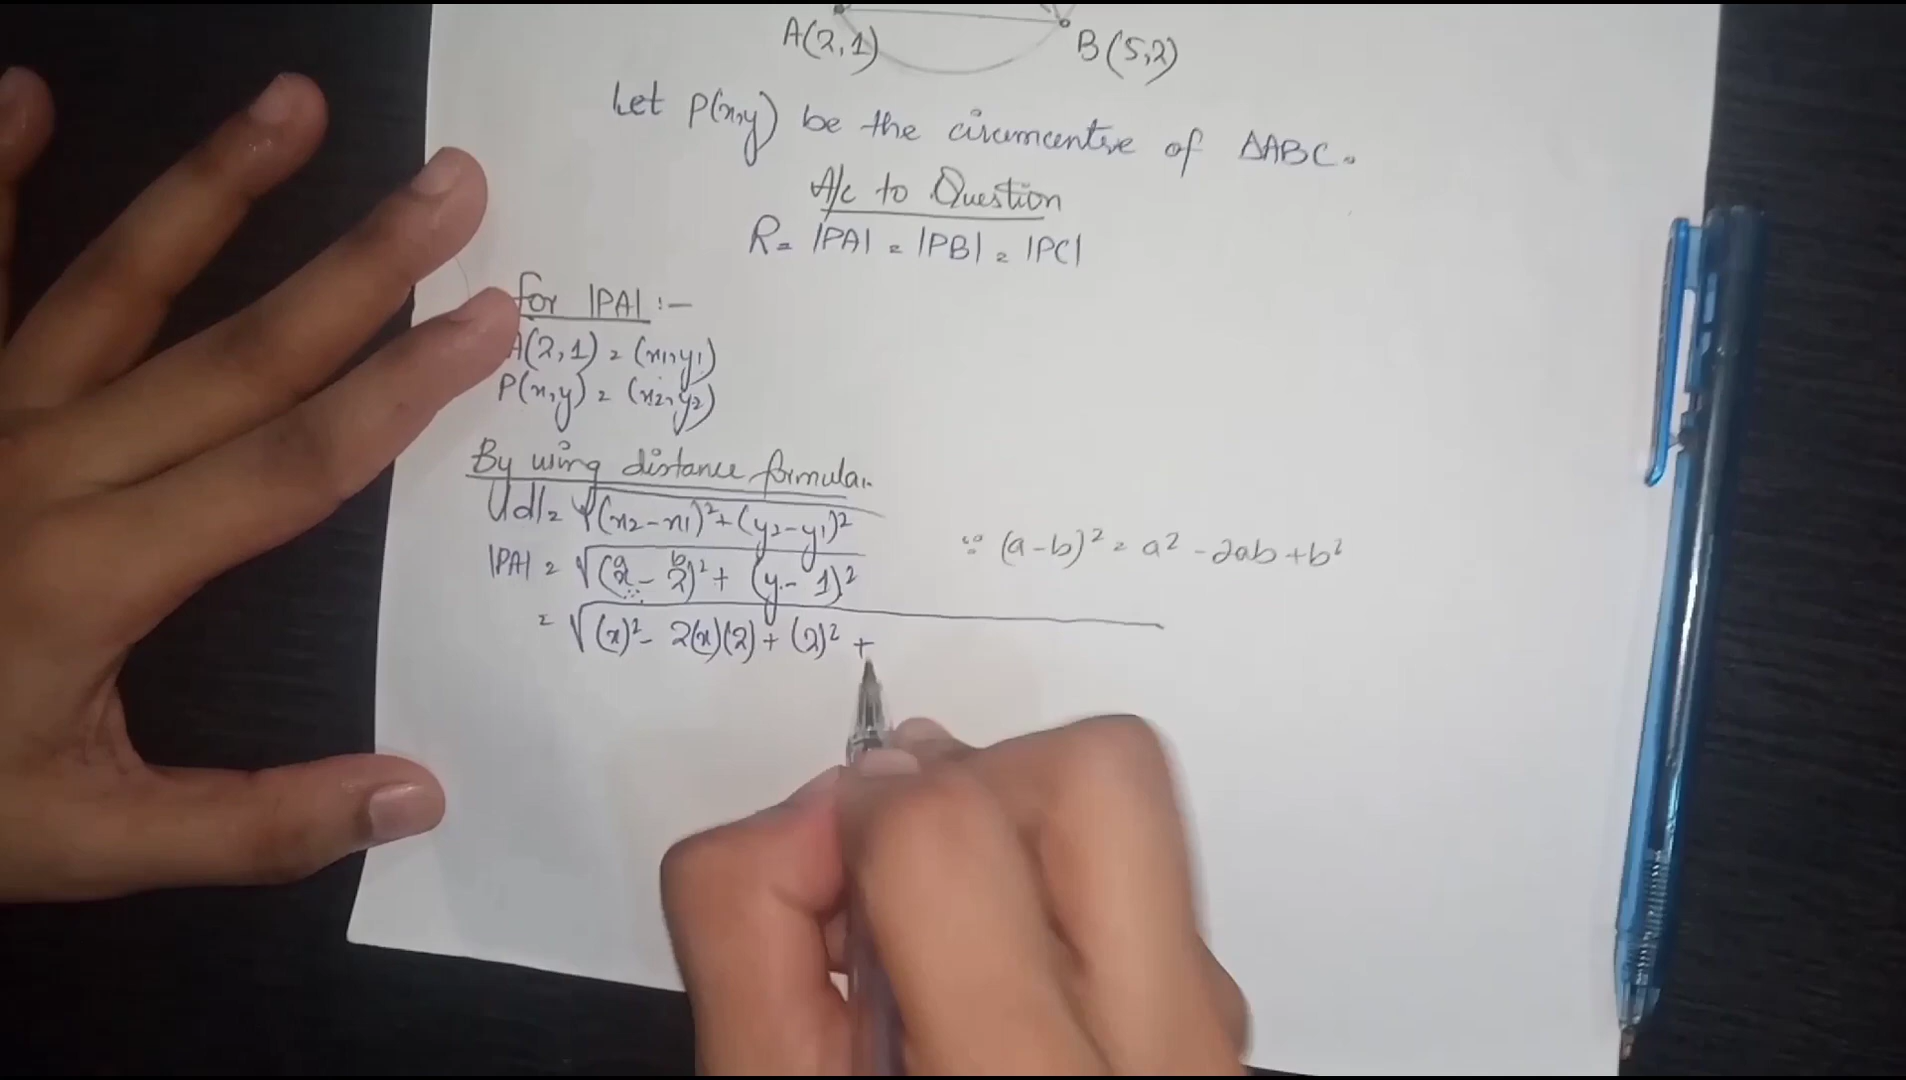 A(2,1)
B(5,2)
Let P(x,y) be the circumcentre of ΔABC.
A/c to Question
R = |PA| = |PB| = |PC|
for |PA| :-
A(2,1) = (x1,y1)
P(x,y) = (x2,y2)
By using distance formula.
|d| = √(x2-x1)²+(y2-y1)²
∵ (a-b)² = a² - 2ab + b²
a b
|PA| = √(x - 2)² + (y - 1)²
= √(x)² - 2(x)(2) + (2)² +